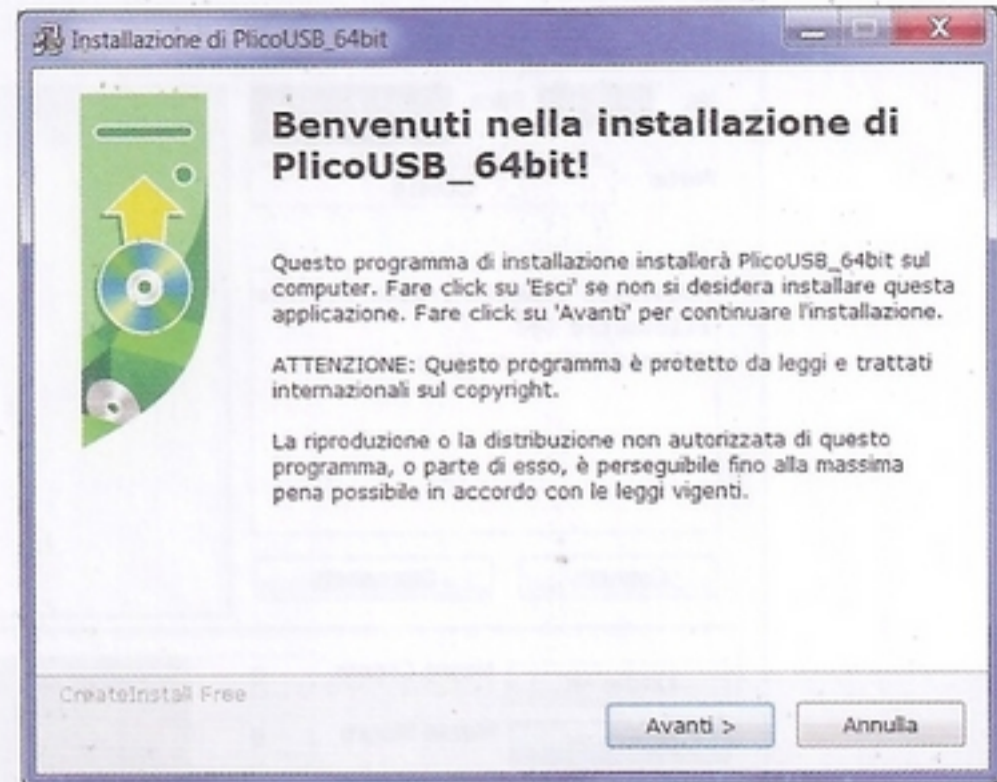 Installazione di PlicoUSB_64bit
Benvenuti nella installazione di
PlicoUSB_64bit!
Questo programma di installazione installerà PlicoUSB_64bit sul
computer. Fare click su 'Esci' se non si desidera installare questa
applicazione. Fare click su 'Avanti' per continuare l'installazione.
ATTENZIONE: Questo programma è protetto da leggi e trattati
internazionali sul copyright.
La riproduzione o la distribuzione non autorizzata di questo
programma, o parte di esso, è perseguibile fino alla massima
pena possibile in accordo con le leggi vigenti.
CreateInstall Free
Avanti >
Annulla